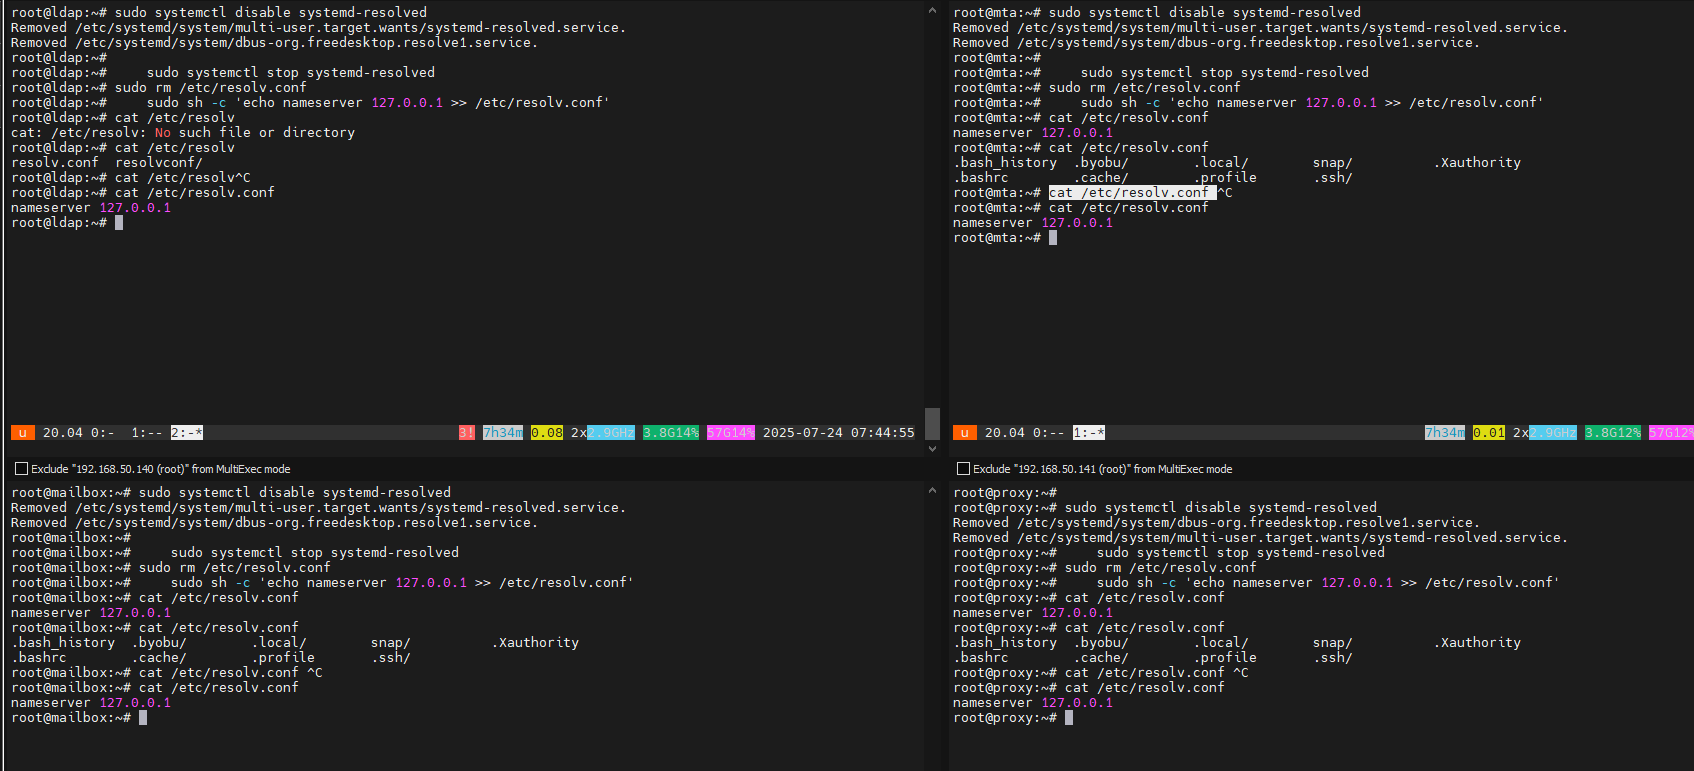 root@ldap:~# sudo systemctl disable systemd-resolved
Removed /etc/systemd/system/multi-user.target.wants/systemd-resolved.service.
Removed /etc/systemd/system/dbus-org.freedesktop.resolve1.service.
root@ldap:~#
root@ldap:~#     sudo systemctl stop systemd-resolved
root@ldap:~# sudo rm /etc/resolv.conf
root@ldap:~#     sudo sh -c 'echo nameserver 127.0.0.1 >> /etc/resolv.conf'
root@ldap:~# cat /etc/resolv
cat: /etc/resolv: No such file or directory
root@ldap:~# cat /etc/resolv
resolv.conf  resolvconf/
root@ldap:~# cat /etc/resolv^C
root@ldap:~# cat /etc/resolv.conf
nameserver 127.0.0.1
root@ldap:~#
u 20.04 0:-  1:-- 2:-* 3! 7h34m 0.08 2x2.9GHz 3.8G14% 57G14% 2025-07-24 07:44:55
Exclude "192.168.50.140 (root)" from MultiExec mode
root@mta:~# sudo systemctl disable systemd-resolved
Removed /etc/systemd/system/multi-user.target.wants/systemd-resolved.service.
Removed /etc/systemd/system/dbus-org.freedesktop.resolve1.service.
root@mta:~#
root@mta:~#     sudo systemctl stop systemd-resolved
root@mta:~# sudo rm /etc/resolv.conf
root@mta:~#     sudo sh -c 'echo nameserver 127.0.0.1 >> /etc/resolv.conf'
root@mta:~# cat /etc/resolv.conf
nameserver 127.0.0.1
root@mta:~# cat /etc/resolv.conf
.bash_history  .byobu/        .local/        snap/          .Xauthority
.bashrc        .cache/        .profile       .ssh/
root@mta:~# cat /etc/resolv.conf ^C
root@mta:~# cat /etc/resolv.conf
nameserver 127.0.0.1
root@mta:~#
u 20.04 0:-- 1:-* 7h34m 0.01 2x2.9GHz 3.8G12% 57G12%
Exclude "192.168.50.141 (root)" from MultiExec mode
root@mailbox:~# sudo systemctl disable systemd-resolved
Removed /etc/systemd/system/multi-user.target.wants/systemd-resolved.service.
Removed /etc/systemd/system/dbus-org.freedesktop.resolve1.service.
root@mailbox:~#
root@mailbox:~#     sudo systemctl stop systemd-resolved
root@mailbox:~# sudo rm /etc/resolv.conf
root@mailbox:~#     sudo sh -c 'echo nameserver 127.0.0.1 >> /etc/resolv.conf'
root@mailbox:~# cat /etc/resolv.conf
nameserver 127.0.0.1
root@mailbox:~# cat /etc/resolv.conf
.bash_history  .byobu/        .local/        snap/          .Xauthority
.bashrc        .cache/        .profile       .ssh/
root@mailbox:~# cat /etc/resolv.conf ^C
root@mailbox:~# cat /etc/resolv.conf
nameserver 127.0.0.1
root@mailbox:~#
root@proxy:~#
root@proxy:~# sudo systemctl disable systemd-resolved
Removed /etc/systemd/system/dbus-org.freedesktop.resolve1.service.
Removed /etc/systemd/system/multi-user.target.wants/systemd-resolved.service.
root@proxy:~#     sudo systemctl stop systemd-resolved
root@proxy:~# sudo rm /etc/resolv.conf
root@proxy:~#     sudo sh -c 'echo nameserver 127.0.0.1 >> /etc/resolv.conf'
root@proxy:~# cat /etc/resolv.conf
nameserver 127.0.0.1
root@proxy:~# cat /etc/resolv.conf
.bash_history  .byobu/        .local/        snap/          .Xauthority
.bashrc        .cache/        .profile       .ssh/
root@proxy:~# cat /etc/resolv.conf ^C
root@proxy:~# cat /etc/resolv.conf
nameserver 127.0.0.1
root@proxy:~#